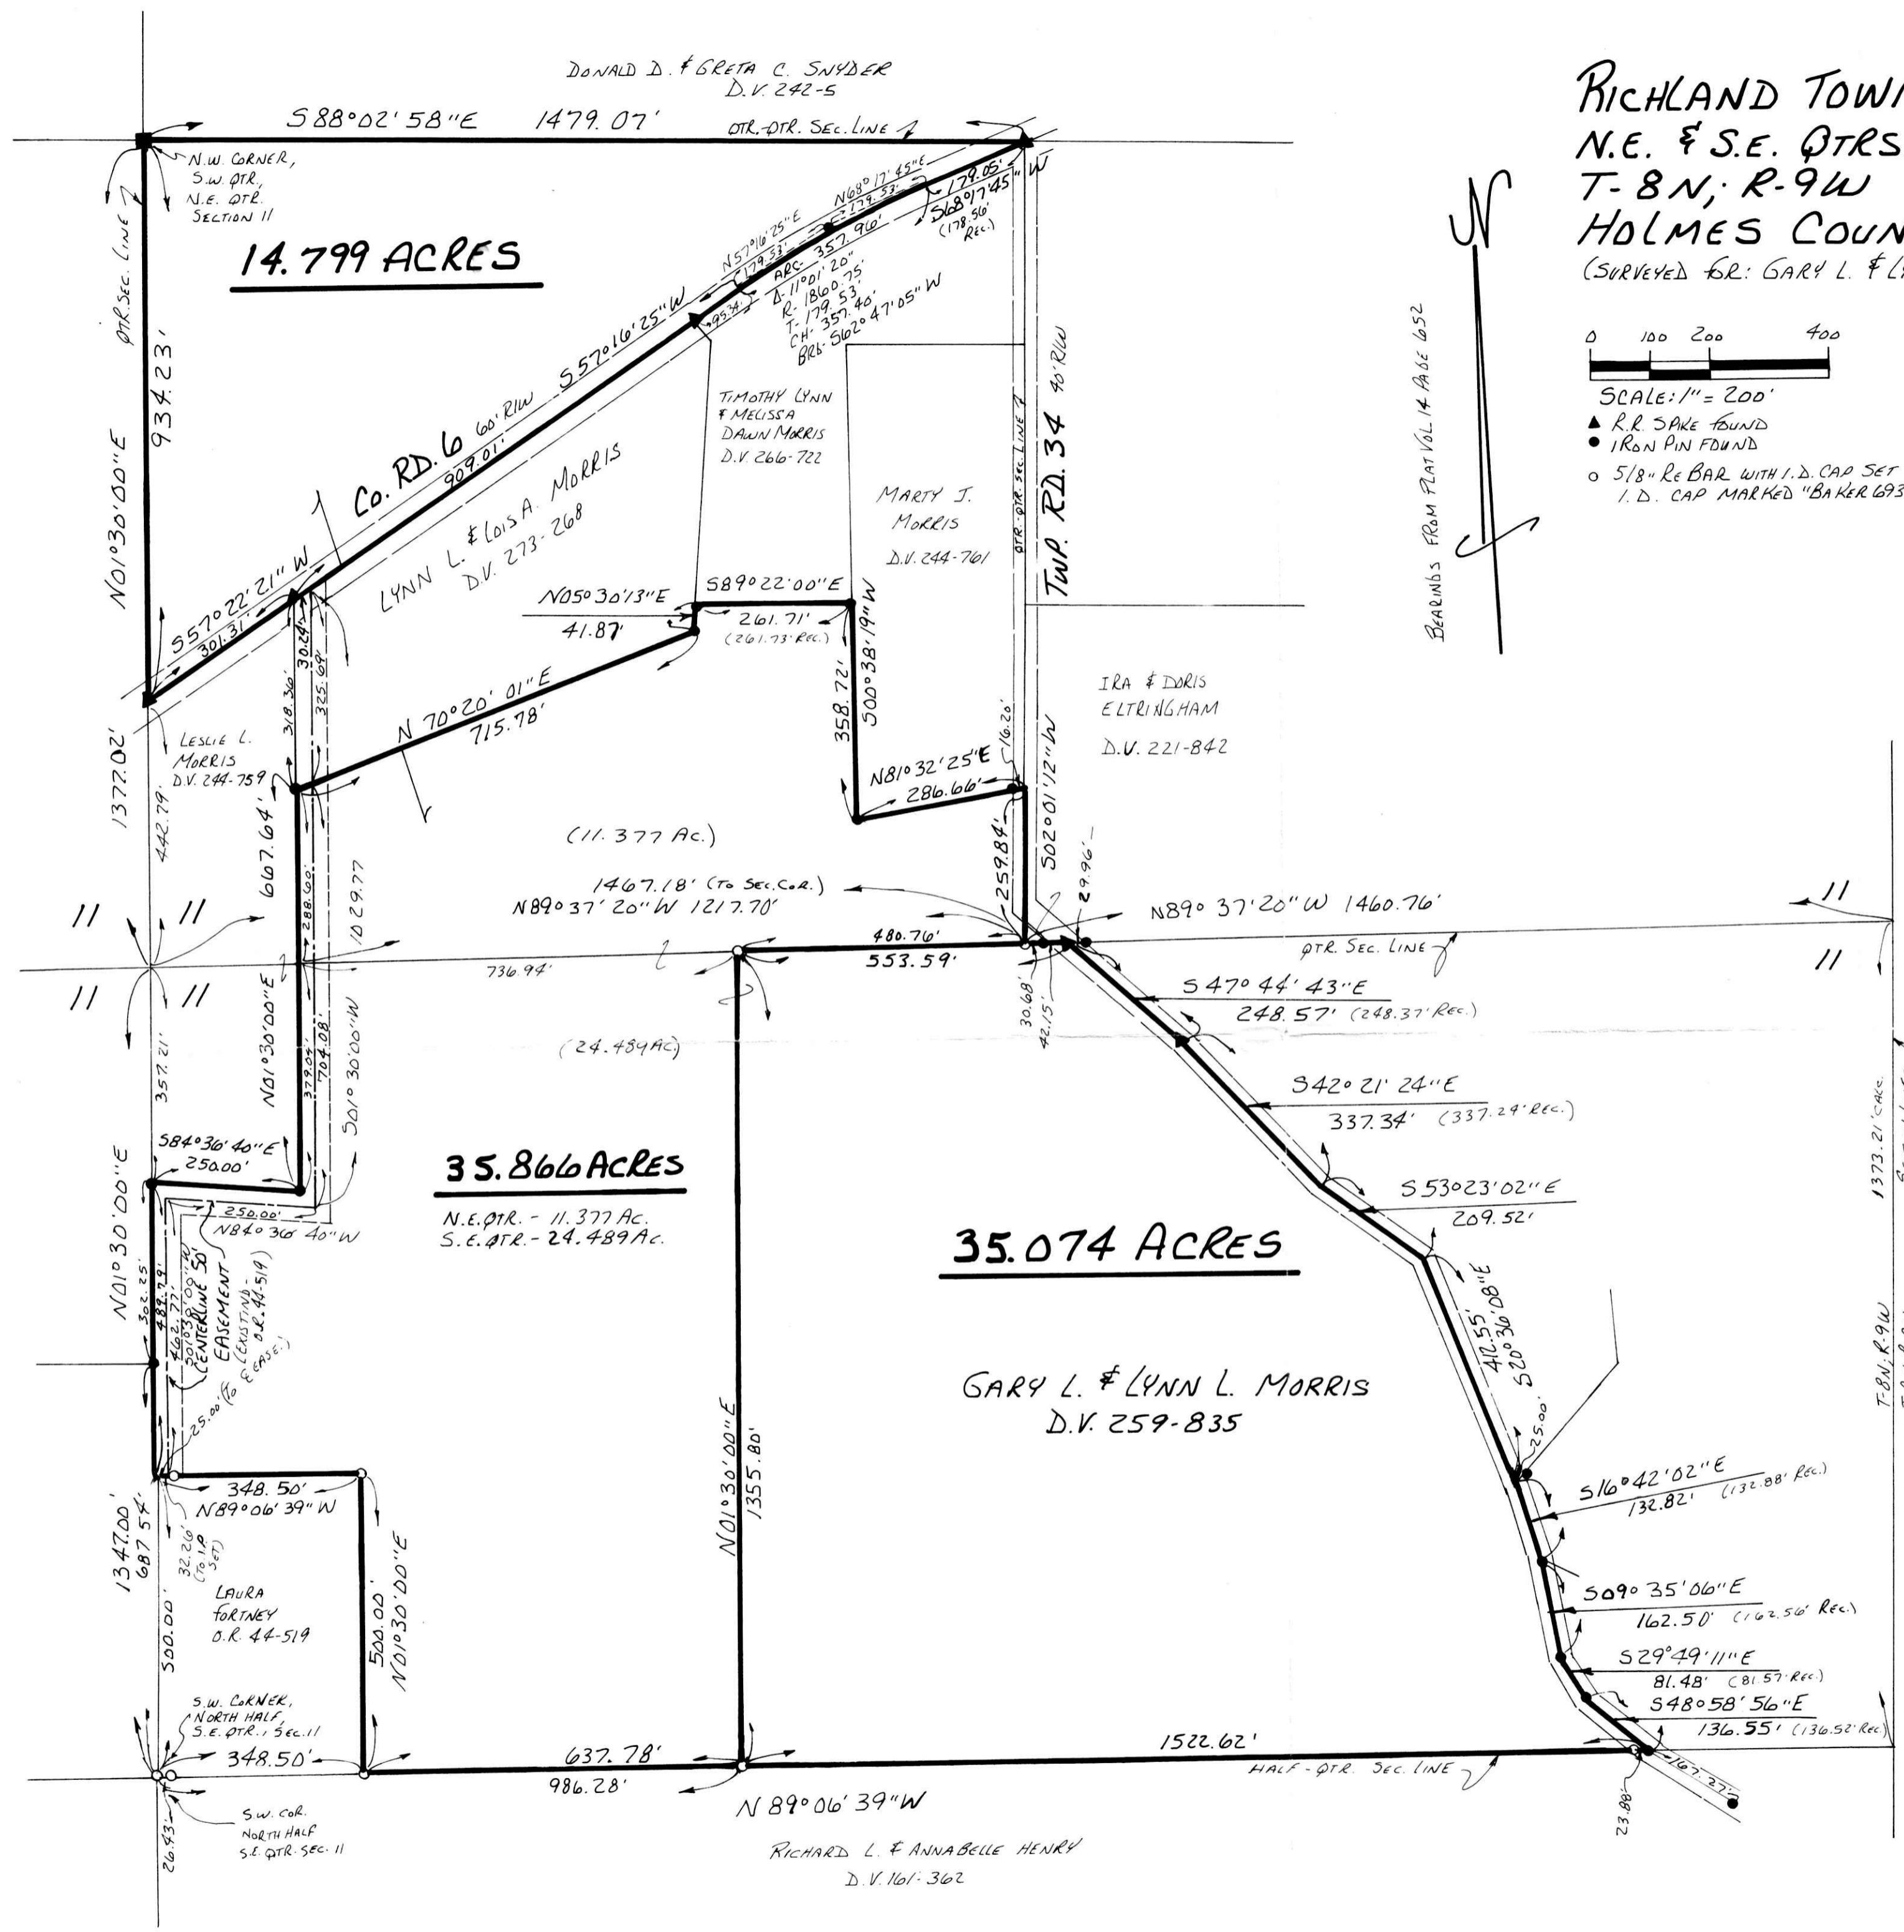 DONALD D. & GRETA C. SNYDER
D.V. 242-5
S88°02'58"E 1479.07'
QTR.-QTR. SEC. LINE
RICHLAND TOWN
N.E. & S.E. QTRS
T-8N; R-9W
HOLMES COUN
(SURVEYED FOR: GARY L. & L
N
BEARINGS FROM PLAT VOL. 14 PAGE 652
0 100 200 400
SCALE: 1" = 200'
R.R. SPIKE FOUND
IRON PIN FOUND
5/8" REBAR WITH I.D. CAP SET
I.D. CAP MARKED "BAKER 693
N.W. CORNER,
S.W. QTR.,
N.E. QTR.
SECTION 11
QTR. SEC. LINE
14.799 ACRES
934.23'
N01°30'00"E
N68°17'45"E
179.53'
179.05'
S68°17'45"W
(178.56'
REC.)
N57°16'25"E
(179.53'
ARC- 357.96'
Δ-11°01'20"
R-1860.75'
T-179.53'
CH-357.40'
BRG-S62°47'05"W
95.34'
S57°16'25"W
CO. RD. 6 60' R/W
909.01'
S57°22'21"W
301.31'
LYNN L. & LOIS A. MORRIS
D.V. 273-268
TIMOTHY LYNN
& MELISSA
DAWN MORRIS
D.V. 266-722
MARTY J.
MORRIS
D.V. 244-761
QTR.-QTR. SEC. LINE
TWP. RD. 34 40' R/W
N05°30'13"E
41.87'
S89°22'00"E
261.71'
(261.73' REC.)
358.72'
S00°38'19"W
N 70°20'01"E
715.78'
N81°32'25"E
286.66'
16.20'
S02°01'12"W
259.84'
IRA & DORIS
ELTRINGHAM
D.V. 221-842
30.24'
318.36'
325.69'
LESLIE L.
MORRIS
D.V. 244-759
1377.02'
442.79'
667.64'
288.60'
1029.77
(11.377 AC.)
1467.18' (TO SEC. COR.)
N89°37'20"W 1217.70'
29.96'
N89°37'20"W 1460.76'
QTR. SEC. LINE
11 11
11 11
11
11
736.94'
480.76'
553.59'
30.68'
42.15'
357.21'
N01°30'00"E
379.04'
704.08'
S01°30'00"W
(24.489 AC.)
S47°44'43"E
248.57' (248.37' REC.)
S42°21'24"E
337.34' (337.29' REC.)
S53°23'02"E
209.52'
412.55'
S20°36'08"E
25.00'
1373.21' CALC.
T-8N; R-9W
S84°36'40"E
250.00'
250.00'
N84°36'40"W
35.866 ACRES
N.E. QTR. - 11.377 AC.
S.E. QTR. - 24.489 AC.
35.074 ACRES
GARY L. & LYNN L. MORRIS
D.V. 259-835
N01°30'00"E
302.25'
489.79'
462.77'
S01°30'00"W
CENTERLINE 50'
EASEMENT
(EXISTING-
O.R. 44-519)
25.00' (TO ℄ EASE.)
N01°30'00"E
1355.80'
348.50'
N89°06'39"W
1347.00'
687.54'
32.26'
(TO I.P.
SET)
LAURA
FORTNEY
O.R. 44-519
500.00'
500.00'
N01°30'00"E
S16°42'02"E
132.82' (132.88' REC.)
S09°35'06"E
162.50' (162.56' REC.)
S29°49'11"E
81.48' (81.57' REC.)
S48°58'56"E
136.55' (136.52' REC.)
S.W. CORNER,
NORTH HALF,
S.E. QTR., SEC. 11
348.50'
637.78'
986.28'
N 89°06'39"W
1522.62'
HALF-QTR. SEC. LINE
167.27'
23.88'
26.43'
S.W. COR.
NORTH HALF
S.E. QTR. SEC. 11
RICHARD L. & ANNABELLE HENRY
D.V. 161-362